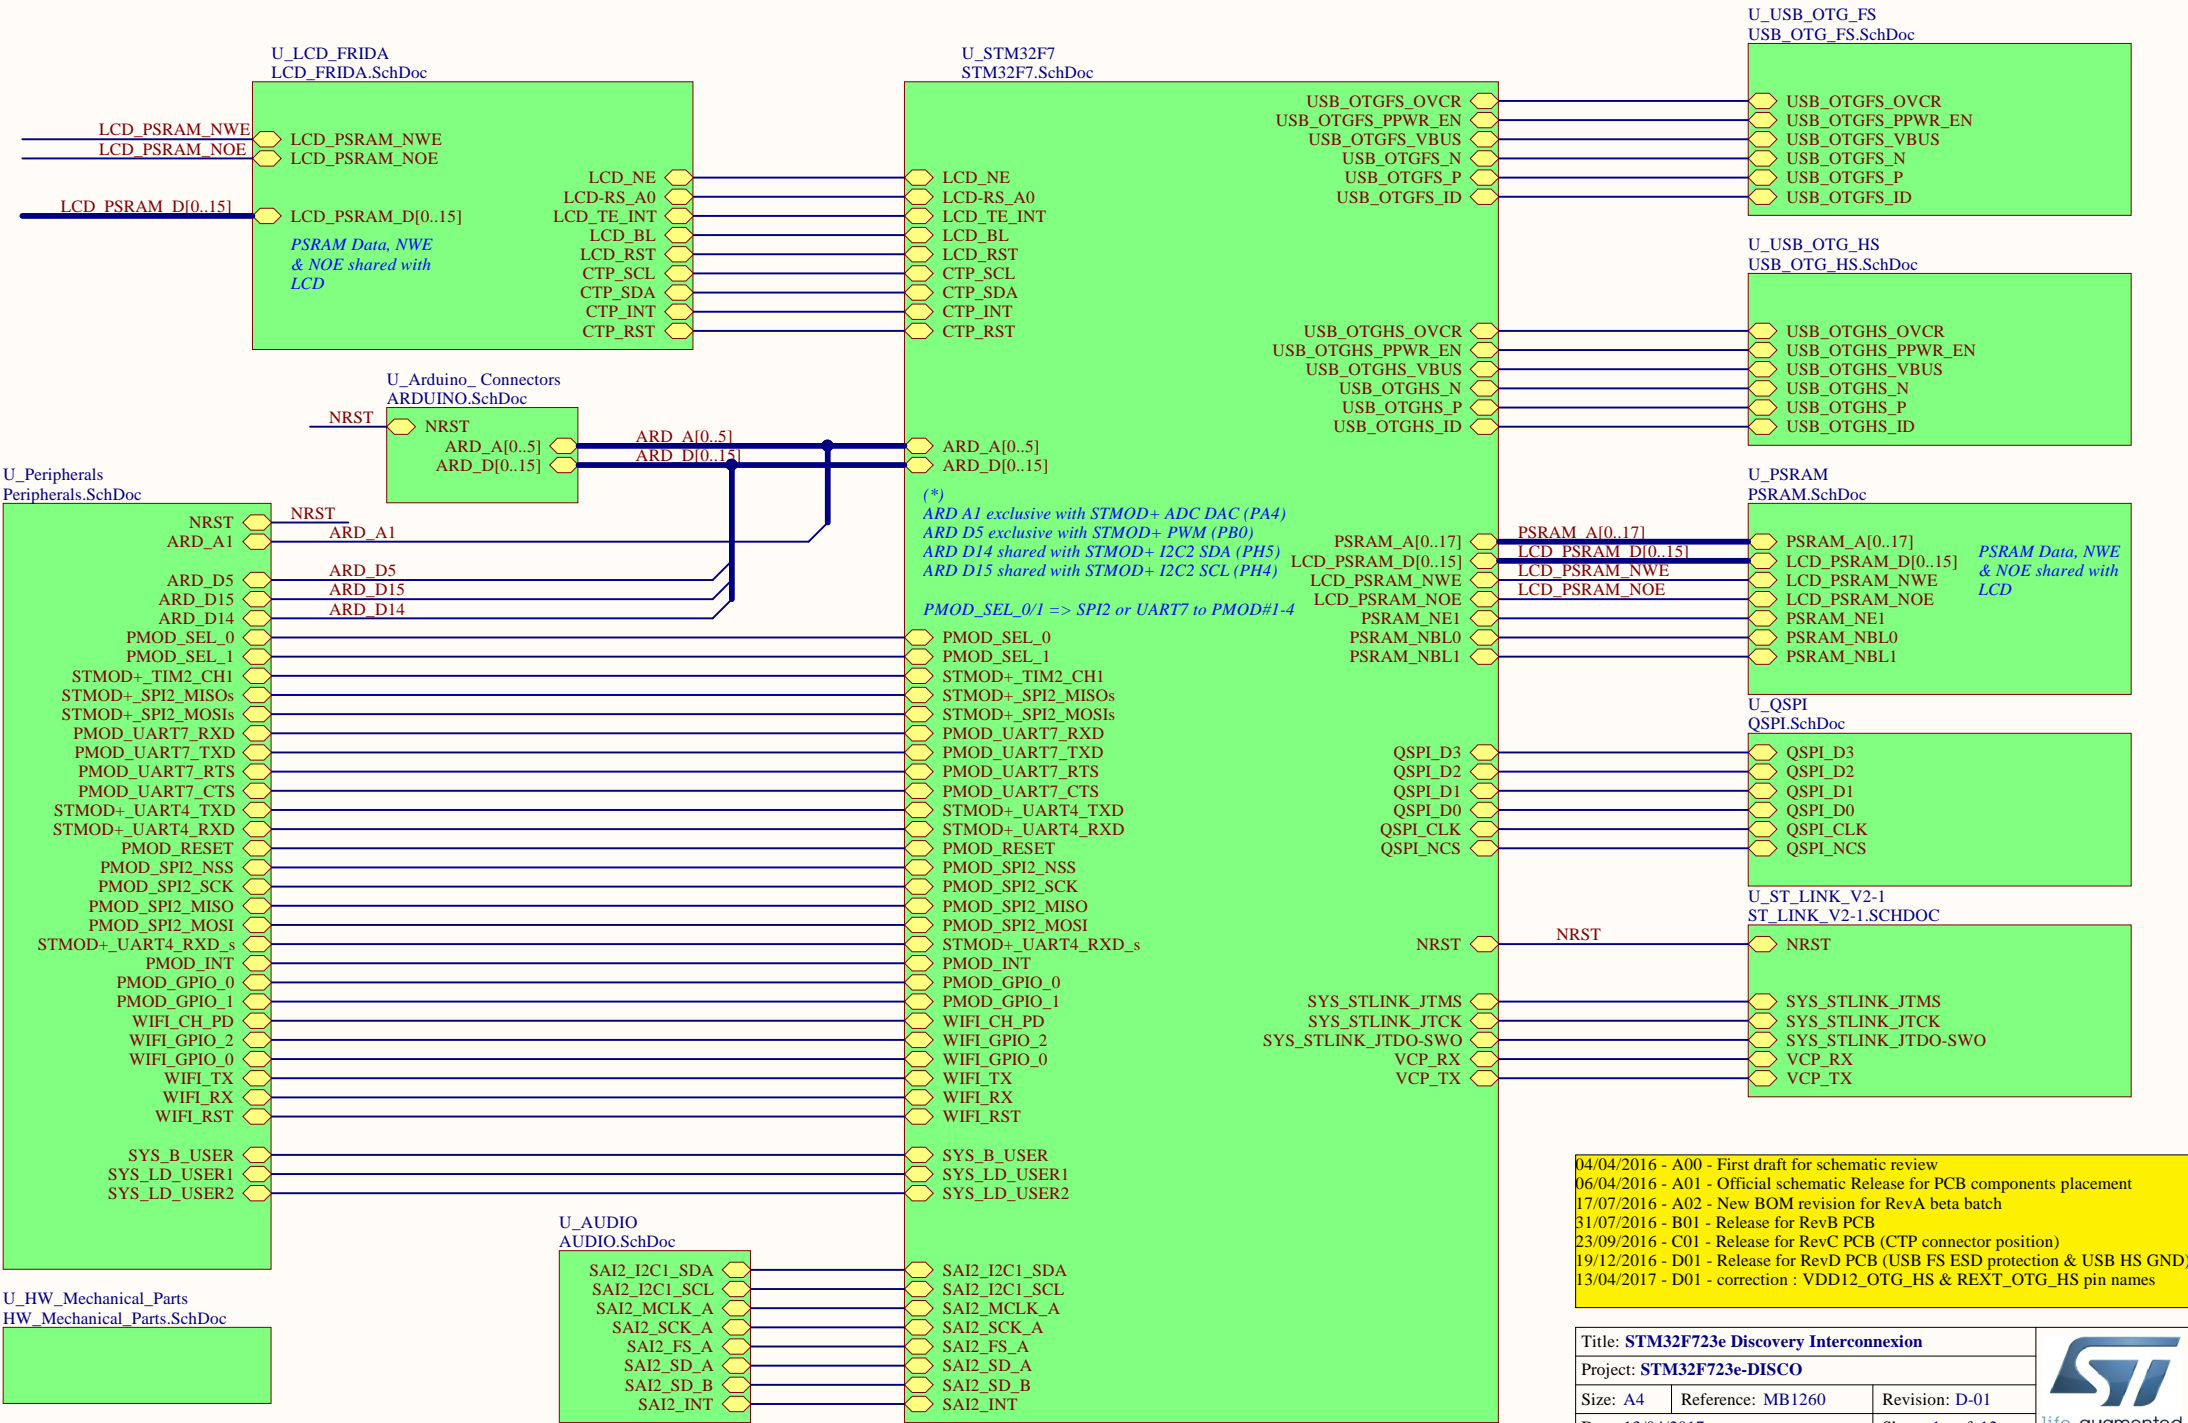 U_LCD_FRIDA
LCD_FRIDA.SchDoc
LCD_PSRAM_NWE
LCD_PSRAM_NOE
LCD_PSRAM_D[0..15]
LCD_PSRAM_NWE
LCD_PSRAM_NOE
LCD_PSRAM_D[0..15]
PSRAM Data, NWE
& NOE shared with
LCD
LCD_NE
LCD-RS_A0
LCD_TE_INT
LCD_BL
LCD_RST
CTP_SCL
CTP_SDA
CTP_INT
CTP_RST
U_Arduino_ Connectors
ARDUINO.SchDoc
NRST
NRST
ARD_A[0..5]
ARD_D[0..15]
ARD_A[0..5]
ARD_D[0..15]
U_Peripherals
Peripherals.SchDoc
NRST
ARD_A1
ARD_D5
ARD_D15
ARD_D14
PMOD_SEL_0
PMOD_SEL_1
STMOD+_TIM2_CH1
STMOD+_SPI2_MISOs
STMOD+_SPI2_MOSIs
PMOD_UART7_RXD
PMOD_UART7_TXD
PMOD_UART7_RTS
PMOD_UART7_CTS
STMOD+_UART4_TXD
STMOD+_UART4_RXD
PMOD_RESET
PMOD_SPI2_NSS
PMOD_SPI2_SCK
PMOD_SPI2_MISO
PMOD_SPI2_MOSI
STMOD+_UART4_RXD_s
PMOD_INT
PMOD_GPIO_0
PMOD_GPIO_1
WIFI_CH_PD
WIFI_GPIO_2
WIFI_GPIO_0
WIFI_TX
WIFI_RX
WIFI_RST
SYS_B_USER
SYS_LD_USER1
SYS_LD_USER2
NRST
ARD_A1
ARD_D5
ARD_D15
ARD_D14
U_HW_Mechanical_Parts
HW_Mechanical_Parts.SchDoc
U_AUDIO
AUDIO.SchDoc
SAI2_I2C1_SDA
SAI2_I2C1_SCL
SAI2_MCLK_A
SAI2_SCK_A
SAI2_FS_A
SAI2_SD_A
SAI2_SD_B
SAI2_INT
U_STM32F7
STM32F7.SchDoc
LCD_NE
LCD-RS_A0
LCD_TE_INT
LCD_BL
LCD_RST
CTP_SCL
CTP_SDA
CTP_INT
CTP_RST
ARD_A[0..5]
ARD_D[0..15]
(*)
ARD A1 exclusive with STMOD+ ADC DAC (PA4)
ARD D5 exclusive with STMOD+ PWM (PB0)
ARD D14 shared with STMOD+ I2C2 SDA (PH5)
ARD D15 shared with STMOD+ I2C2 SCL (PH4)
PMOD_SEL_0/1 => SPI2 or UART7 to PMOD#1-4
PMOD_SEL_0
PMOD_SEL_1
STMOD+_TIM2_CH1
STMOD+_SPI2_MISOs
STMOD+_SPI2_MOSIs
PMOD_UART7_RXD
PMOD_UART7_TXD
PMOD_UART7_RTS
PMOD_UART7_CTS
STMOD+_UART4_TXD
STMOD+_UART4_RXD
PMOD_RESET
PMOD_SPI2_NSS
PMOD_SPI2_SCK
PMOD_SPI2_MISO
PMOD_SPI2_MOSI
STMOD+_UART4_RXD_s
PMOD_INT
PMOD_GPIO_0
PMOD_GPIO_1
WIFI_CH_PD
WIFI_GPIO_2
WIFI_GPIO_0
WIFI_TX
WIFI_RX
WIFI_RST
SYS_B_USER
SYS_LD_USER1
SYS_LD_USER2
SAI2_I2C1_SDA
SAI2_I2C1_SCL
SAI2_MCLK_A
SAI2_SCK_A
SAI2_FS_A
SAI2_SD_A
SAI2_SD_B
SAI2_INT
USB_OTGFS_OVCR
USB_OTGFS_PPWR_EN
USB_OTGFS_VBUS
USB_OTGFS_N
USB_OTGFS_P
USB_OTGFS_ID
USB_OTGHS_OVCR
USB_OTGHS_PPWR_EN
USB_OTGHS_VBUS
USB_OTGHS_N
USB_OTGHS_P
USB_OTGHS_ID
PSRAM_A[0..17]
LCD_PSRAM_D[0..15]
LCD_PSRAM_NWE
LCD_PSRAM_NOE
PSRAM_NE1
PSRAM_NBL0
PSRAM_NBL1
QSPI_D3
QSPI_D2
QSPI_D1
QSPI_D0
QSPI_CLK
QSPI_NCS
NRST
SYS_STLINK_JTMS
SYS_STLINK_JTCK
SYS_STLINK_JTDO-SWO
VCP_RX
VCP_TX
PSRAM_A[0..17]
LCD_PSRAM_D[0..15]
LCD_PSRAM_NWE
LCD_PSRAM_NOE
NRST
U_USB_OTG_FS
USB_OTG_FS.SchDoc
USB_OTGFS_OVCR
USB_OTGFS_PPWR_EN
USB_OTGFS_VBUS
USB_OTGFS_N
USB_OTGFS_P
USB_OTGFS_ID
U_USB_OTG_HS
USB_OTG_HS.SchDoc
USB_OTGHS_OVCR
USB_OTGHS_PPWR_EN
USB_OTGHS_VBUS
USB_OTGHS_N
USB_OTGHS_P
USB_OTGHS_ID
U_PSRAM
PSRAM.SchDoc
PSRAM_A[0..17]
LCD_PSRAM_D[0..15]
LCD_PSRAM_NWE
LCD_PSRAM_NOE
PSRAM_NE1
PSRAM_NBL0
PSRAM_NBL1
PSRAM Data, NWE
& NOE shared with
LCD
U_QSPI
QSPI.SchDoc
QSPI_D3
QSPI_D2
QSPI_D1
QSPI_D0
QSPI_CLK
QSPI_NCS
U_ST_LINK_V2-1
ST_LINK_V2-1.SCHDOC
NRST
SYS_STLINK_JTMS
SYS_STLINK_JTCK
SYS_STLINK_JTDO-SWO
VCP_RX
VCP_TX
04/04/2016 - A00 - First draft for schematic review
06/04/2016 - A01 - Official schematic Release for PCB components placement
17/07/2016 - A02 - New BOM revision for RevA beta batch
31/07/2016 - B01 - Release for RevB PCB
23/09/2016 - C01 - Release for RevC PCB (CTP connector position)
19/12/2016 - D01 - Release for RevD PCB (USB FS ESD protection & USB HS GND)
13/04/2017 - D01 - correction : VDD12_OTG_HS & REXT_OTG_HS pin names
Title: STM32F723e Discovery Interconnexion
Project: STM32F723e-DISCO
Size: A4 Reference: MB1260 Revision: D-01
ST